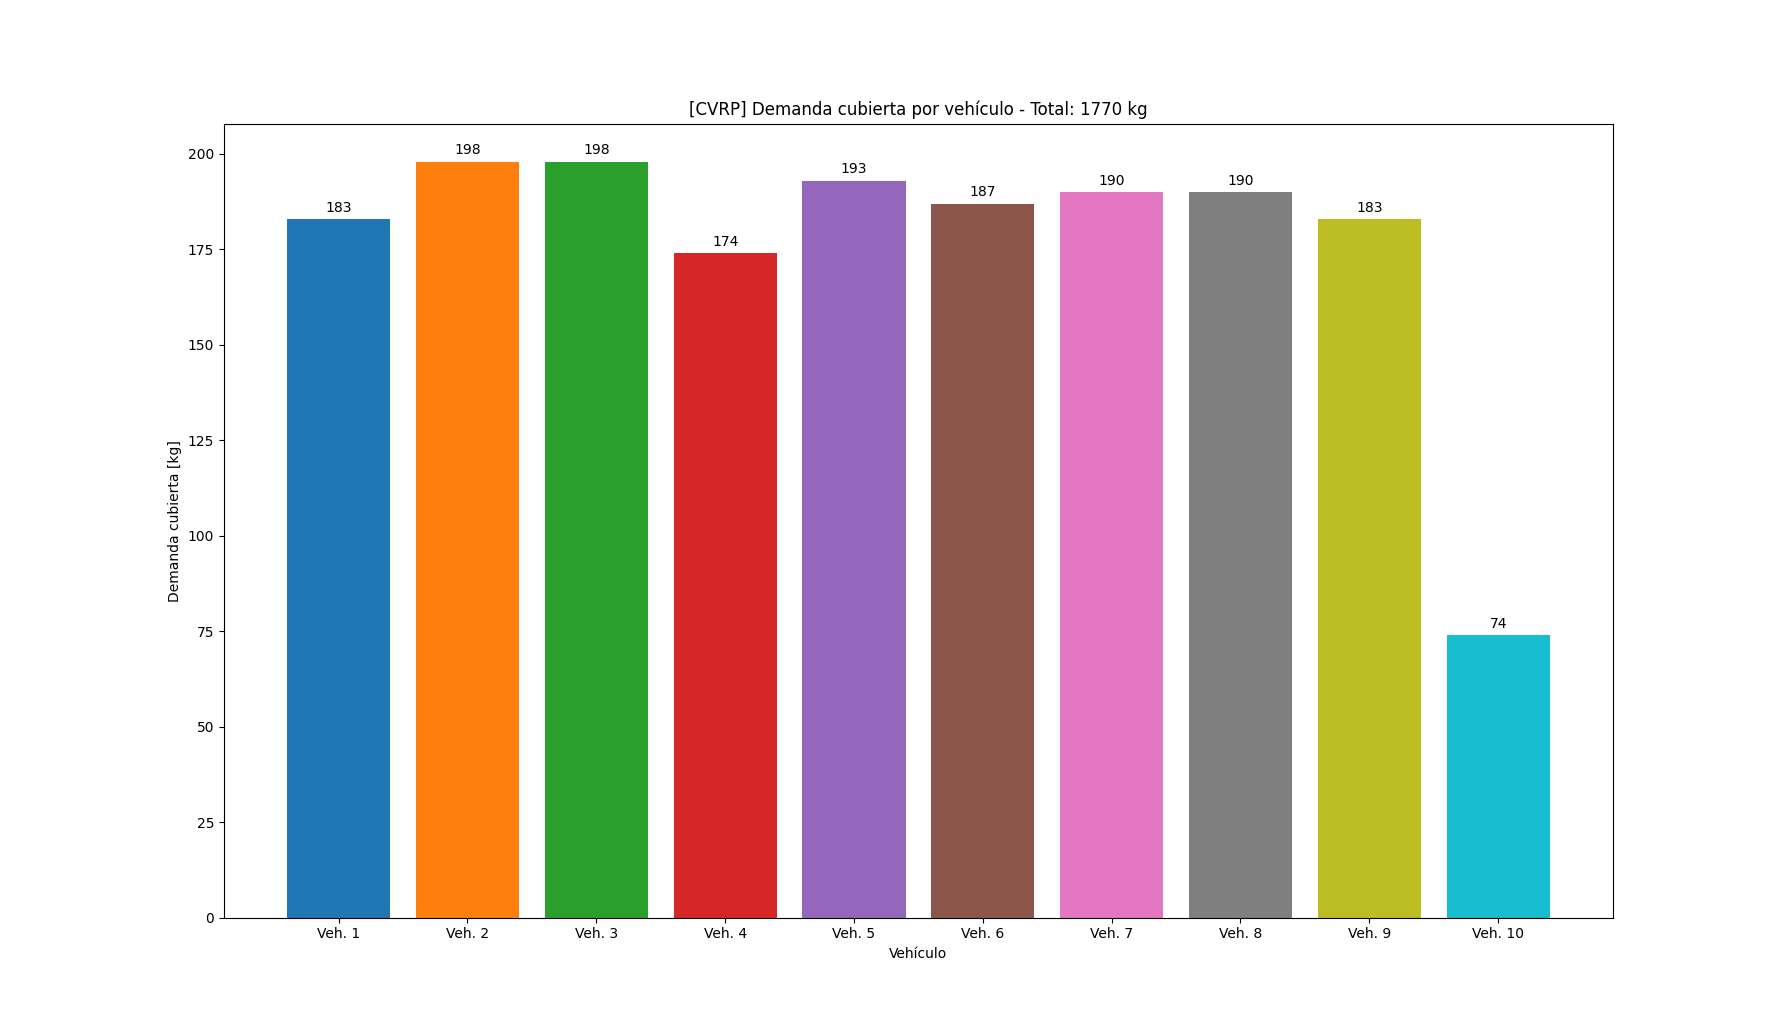 [CVRP] Demanda cubierta por vehículo - Total: 1770 kg
Demanda cubierta [kg]
200
175
150
125
100
75
50
25
0
183
198
198
174
193
187
190
190
183
74
Veh. 1
Veh. 2
Veh. 3
Veh. 4
Veh. 5
Veh. 6
Veh. 7
Veh. 8
Veh. 9
Veh. 10
Vehículo